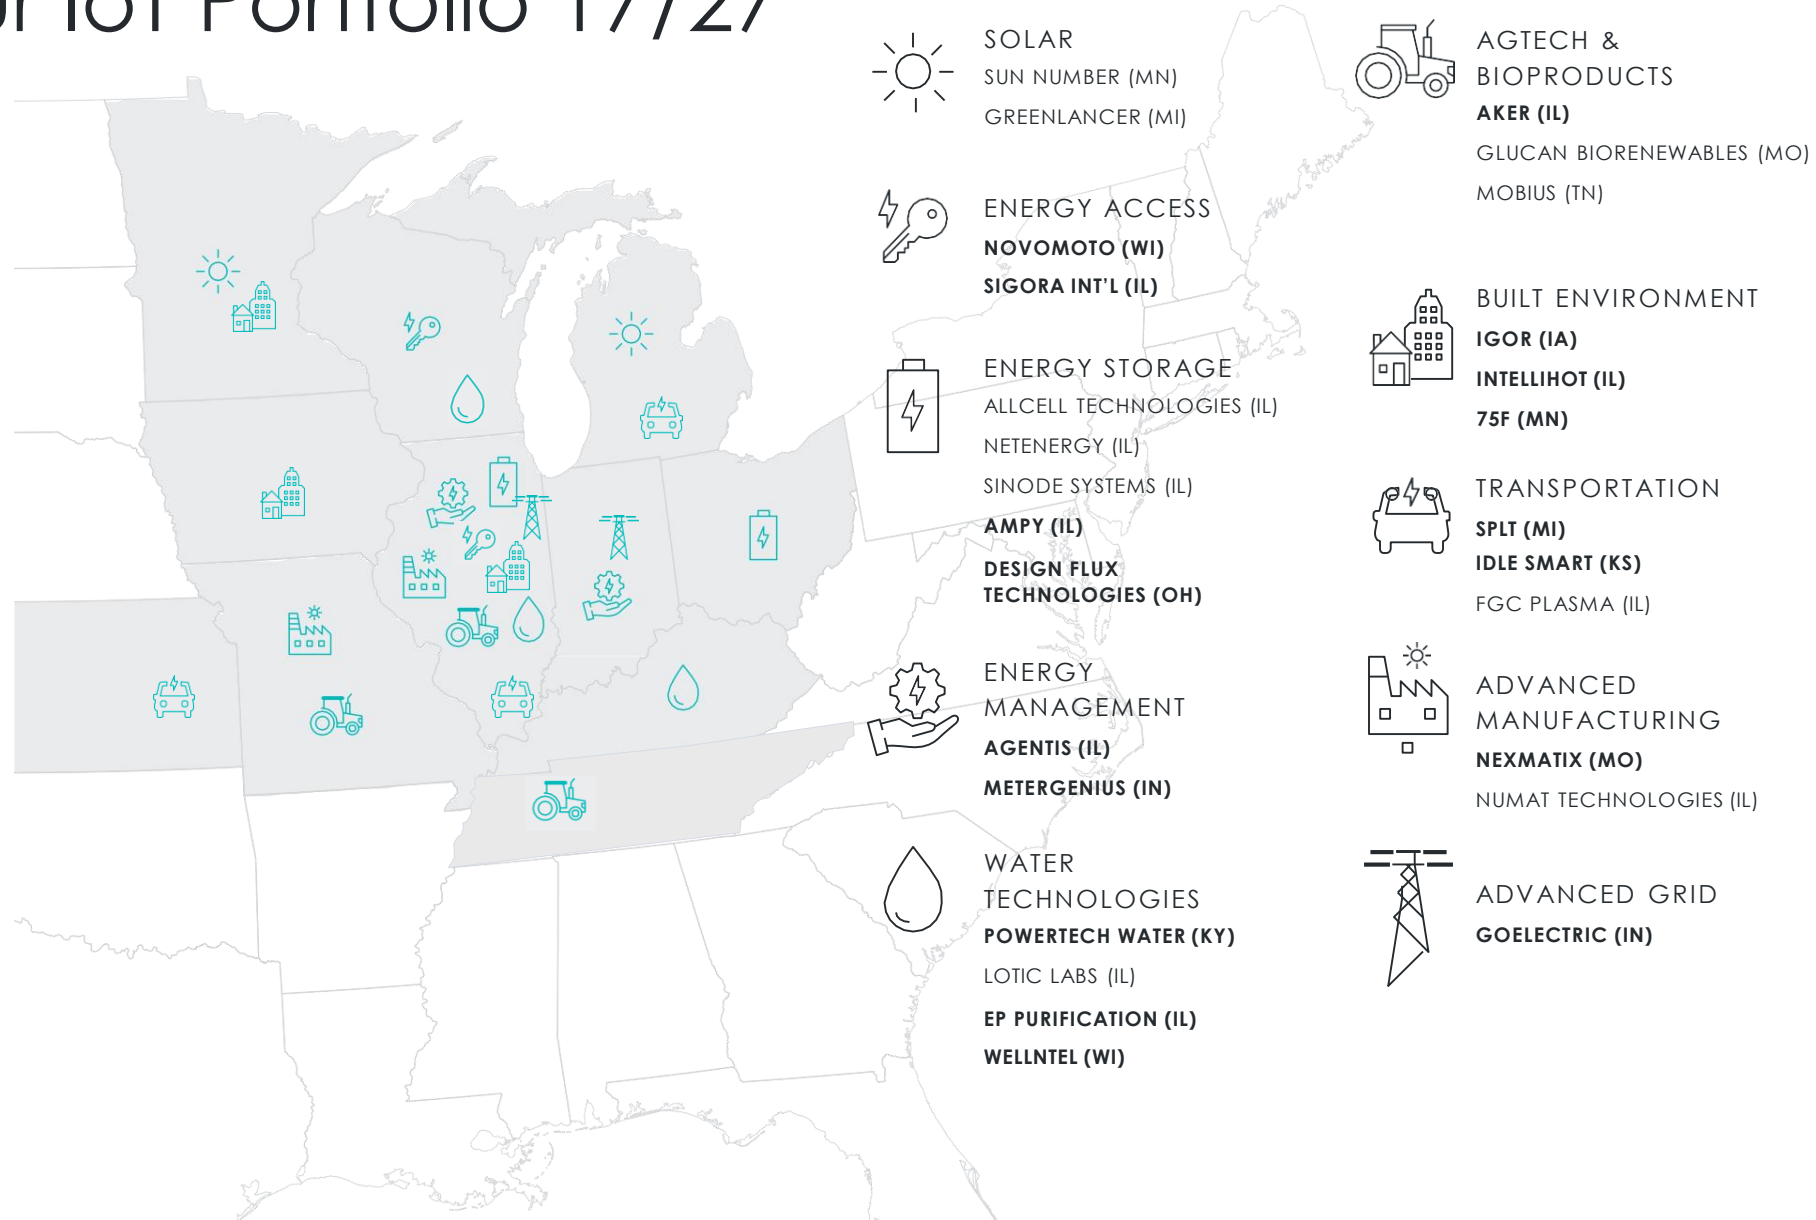 IoT Portfolio 17/27
SOLAR
SUN NUMBER (MN)
GREENLANCER (MI)
ENERGY ACCESS
NOVOMOTO (WI)
SIGORA INT'L (IL)
ENERGY STORAGE
ALLCELL TECHNOLOGIES (IL)
NETENERGY (IL)
SINODE SYSTEMS (IL)
AMPY (IL)
DESIGN FLUX
TECHNOLOGIES (OH)
ENERGY
MANAGEMENT
AGENTIS (IL)
METERGENIUS (IN)
WATER
TECHNOLOGIES
POWERTECH WATER (KY)
LOTIC LABS (IL)
EP PURIFICATION (IL)
WELLNTEL (WI)
AGTECH &
BIOPRODUCTS
AKER (IL)
GLUCAN BIORENEWABLES (MO)
MOBIUS (TN)
BUILT ENVIRONMENT
IGOR (IA)
INTELLIHOT (IL)
75F (MN)
TRANSPORTATION
SPLT (MI)
IDLE SMART (KS)
FGC PLASMA (IL)
ADVANCED
MANUFACTURING
NEXMATIX (MO)
NUMAT TECHNOLOGIES (IL)
ADVANCED GRID
GOELECTRIC (IN)